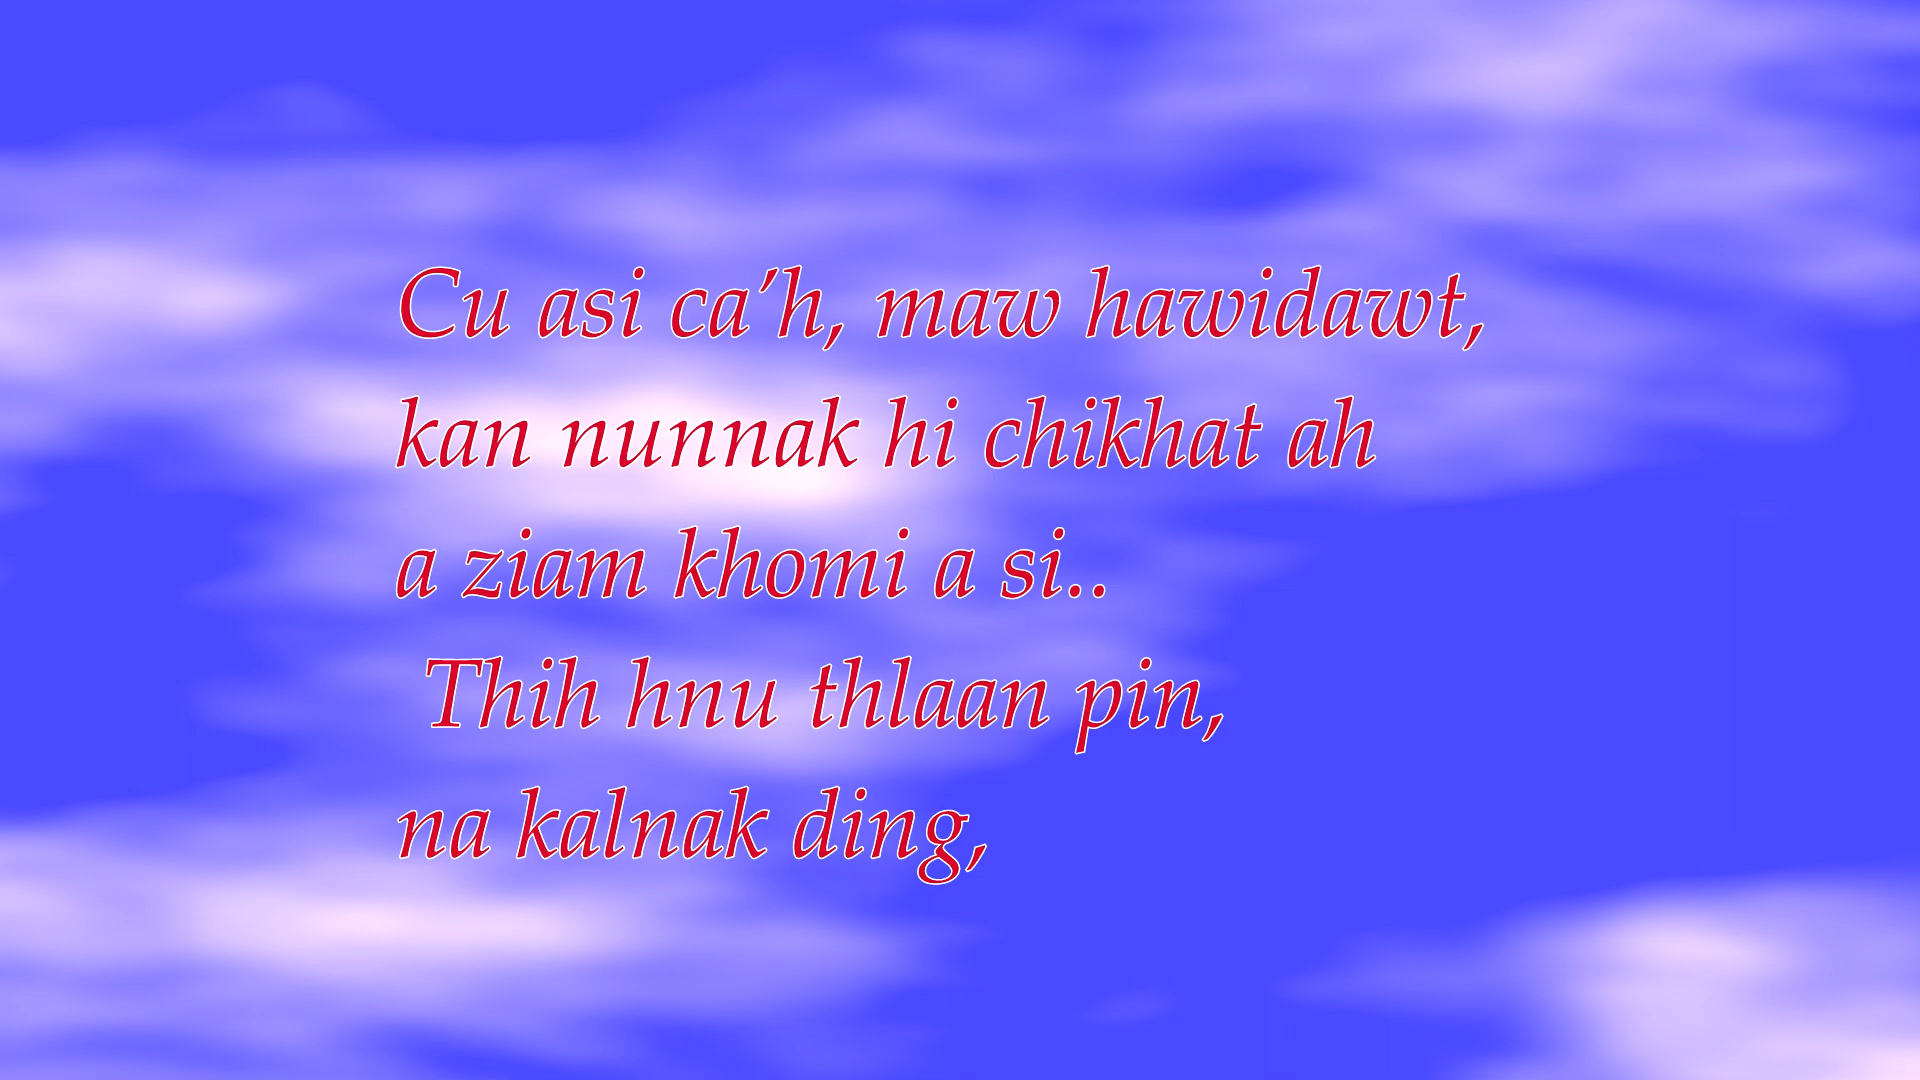 Cu asi ca’h, maw hawidawt,
kan nunnak hi chikhat ah
a ziam khomi a si..
Thih hnu thlaan pin,
na kalnak ding,